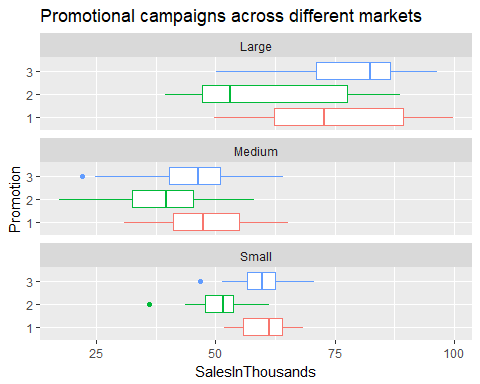 Promotional campaigns across different markets
Large
3
2
1
Medium
3
2
1
Small
3
2
1
Promotion
25 50 75 100
SalesInThousands